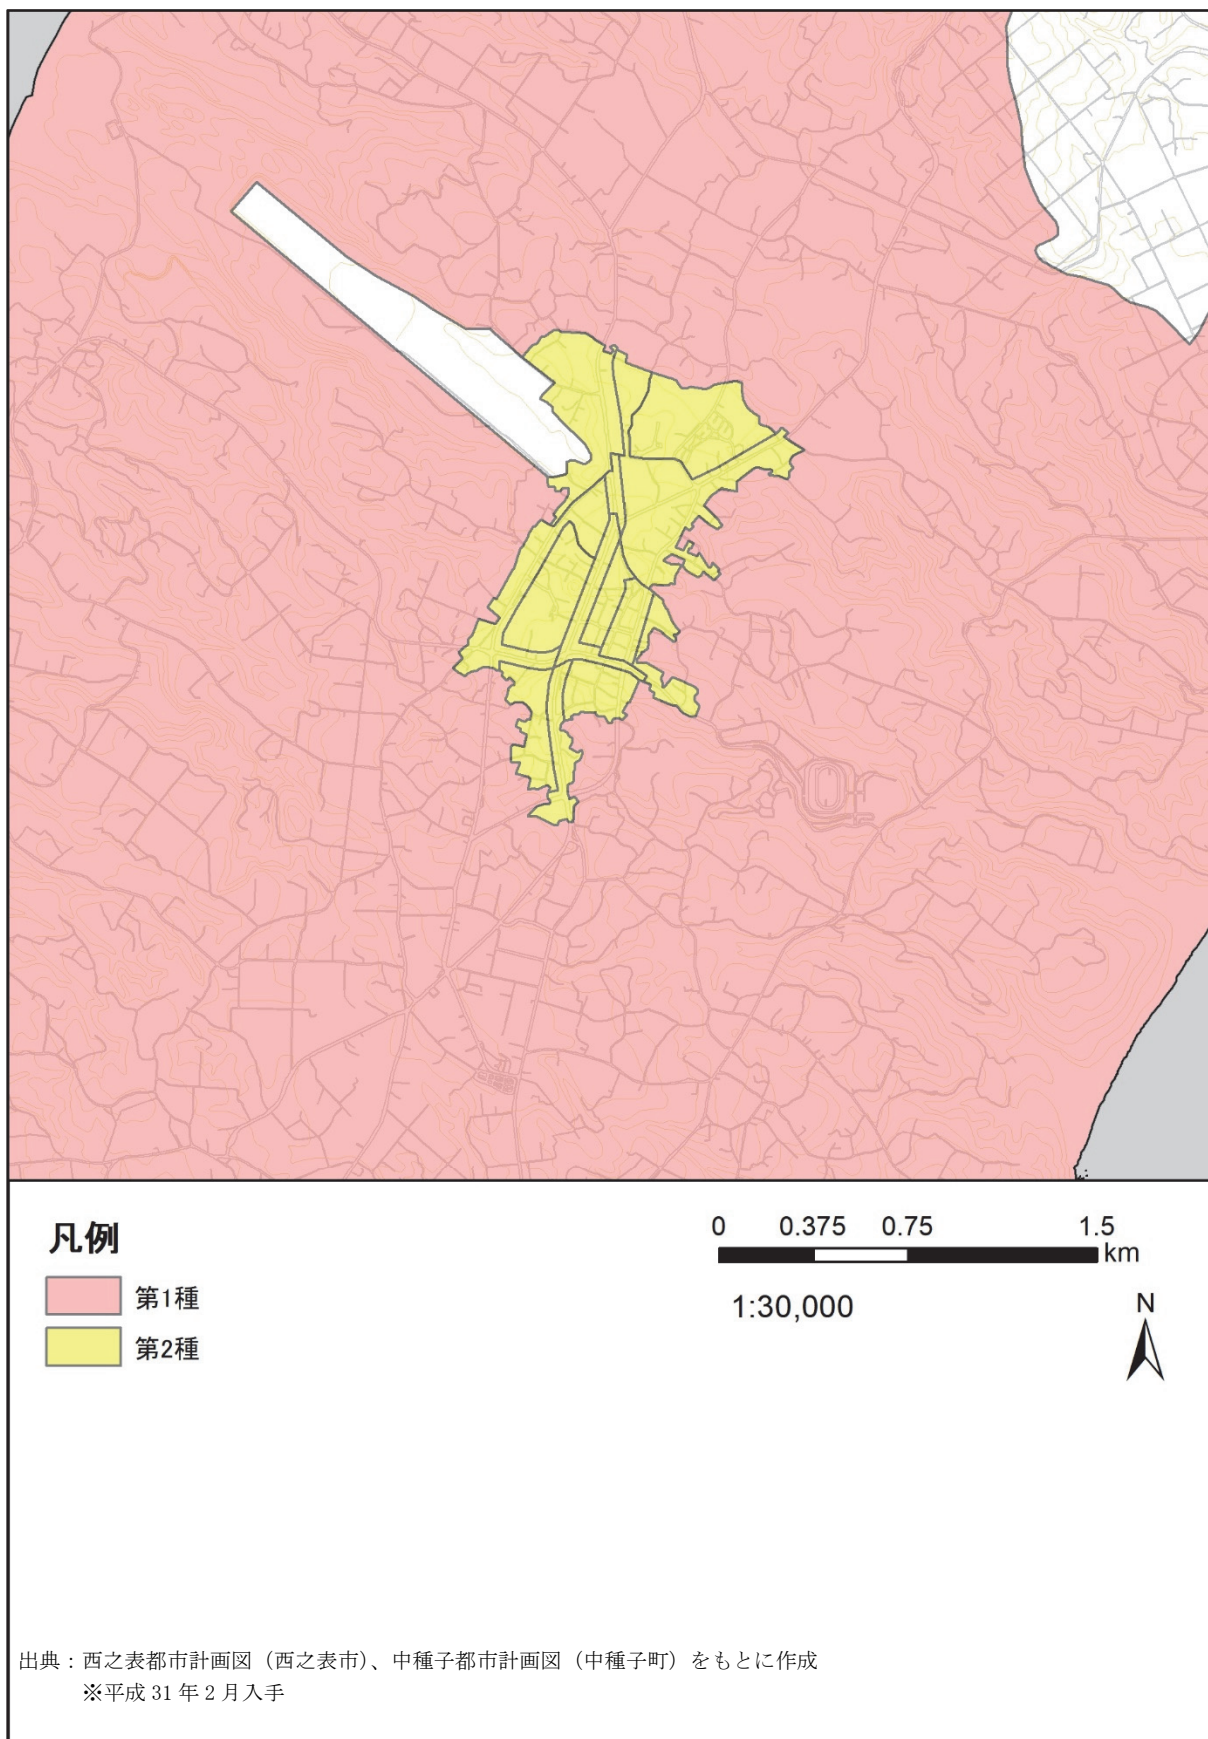 凡例
第1種
第2種
0 0.375 0.75 1.5
km
1:30,000
N
出典：西之表都市計画図（西之表市）、中種子都市計画図（中種子町）をもとに作成
※平成 31 年 2 月入手